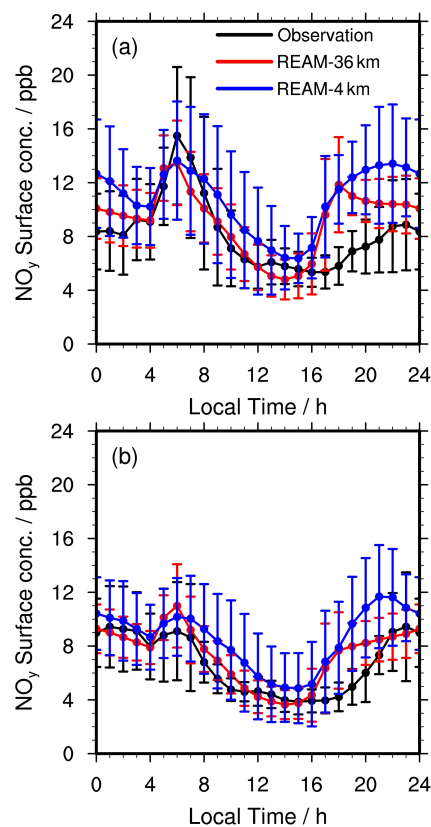 (a)
Observation
REAM-36 km
REAM-4 km
NOy Surface conc. / ppb
24
20
16
12
8
4
0
0 4 8 12 16 20 24
Local Time / h
(b)
NOy Surface conc. / ppb
24
20
16
12
8
4
0
0 4 8 12 16 20 24
Local Time / h